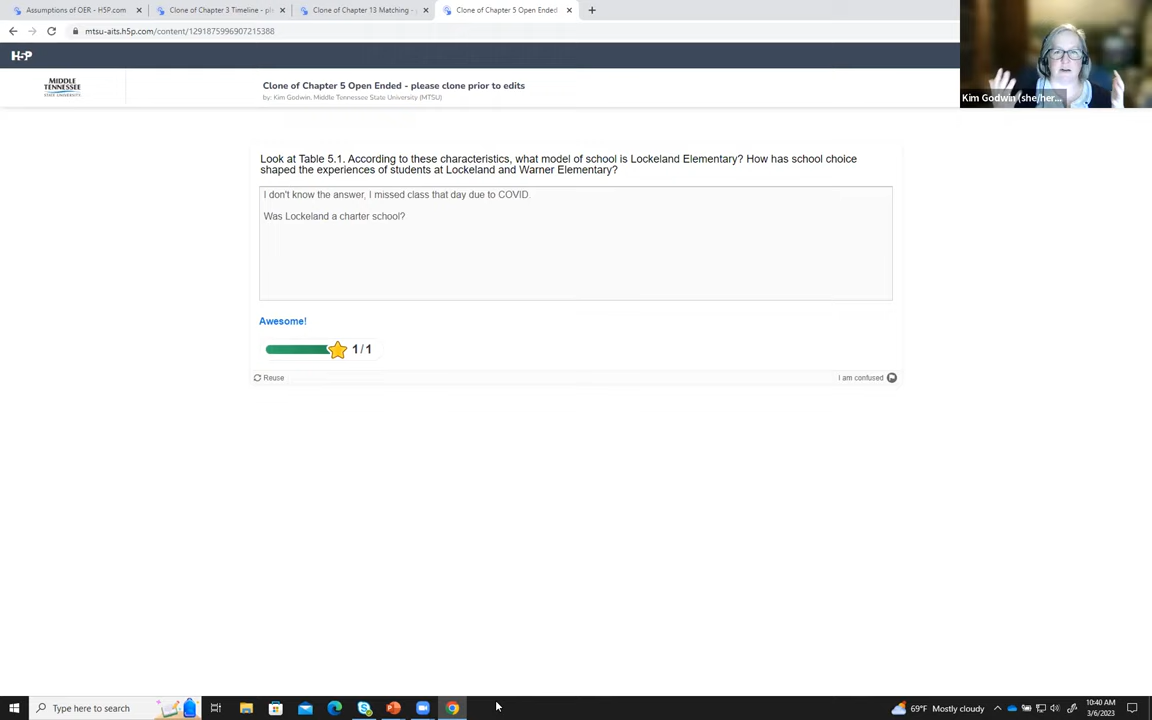 Assumptions of OER - H5P.com
Clone of Chapter 3 Timeline - pl
Clone of Chapter 13 Matching -
Clone of Chapter 5 Open Ended
mtsu-aits.h5p.com/content/1291875996907215388
H5P
MIDDLE
TENNESSEE
STATE UNIVERSITY
Clone of Chapter 5 Open Ended - please clone prior to edits
by: Kim Godwin, Middle Tennessee State University (MTSU)
Kim Godwin (she/her...
Look at Table 5.1. According to these characteristics, what model of school is Lockeland Elementary? How has school choice
shaped the experiences of students at Lockeland and Warner Elementary?
I don't know the answer, I missed class that day due to COVID.
Was Lockeland a charter school?
Awesome!
1/1
Reuse
I am confused
Type here to search
69°F Mostly cloudy
10:40 AM
3/6/2023